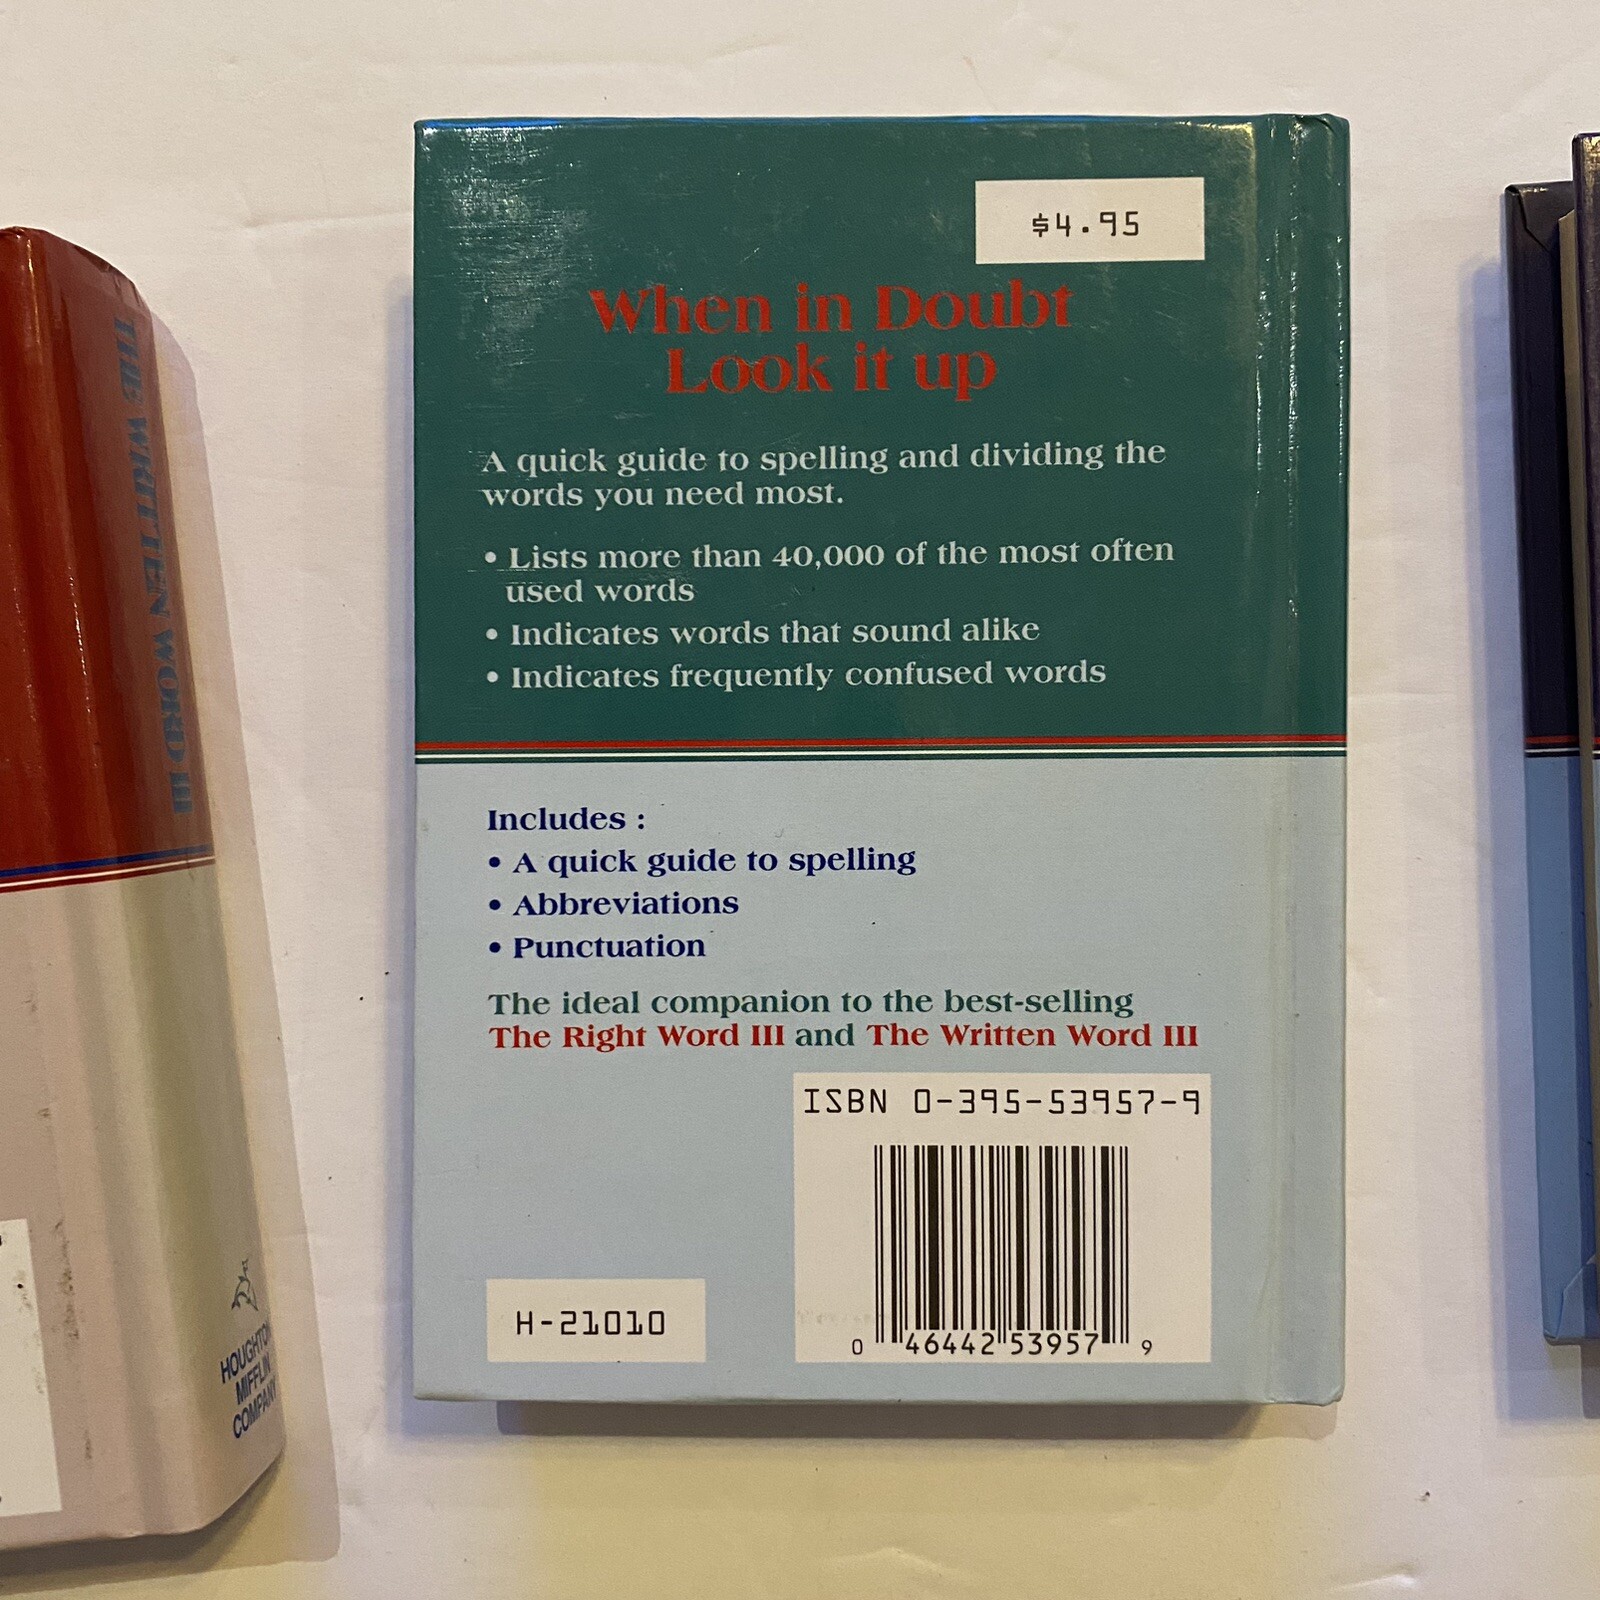 THE WRITTEN WORD III
HOUGHTON
MIFFLIN
COMPANY
$4.95
When in Doubt
Look it up
A quick guide to spelling and dividing the
words you need most.
• Lists more than 40,000 of the most often
used words
• Indicates words that sound alike
• Indicates frequently confused words
Includes :
• A quick guide to spelling
• Abbreviations
• Punctuation
The ideal companion to the best-selling
The Right Word III and The Written Word III
ISBN 0-395-53957-9
0 46442 53957 9
H-21010